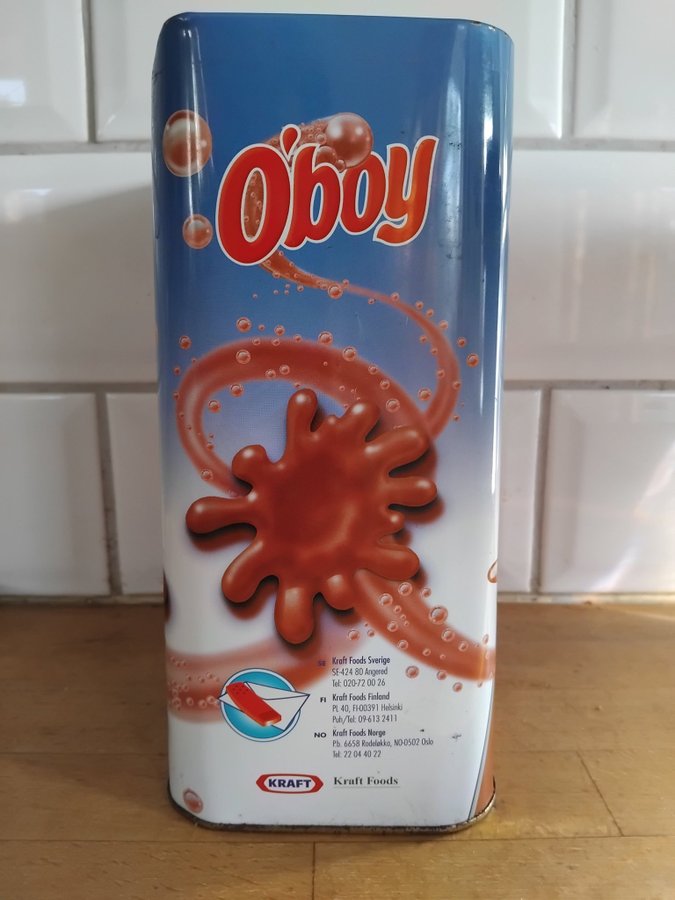 O'boy
SE Kraft Foods Sverige
SE-424 80 Angered
Tel: 020-72 00 26
FI Kraft Foods Finland
PL 40, FI-00391 Helsinki
Puh/Tel: 09-613 2411
NO Kraft Foods Norge
P.b. 6658 Rodeløkka, NO-0502 Oslo
Tel: 22 04 40 22
KRAFT Kraft Foods